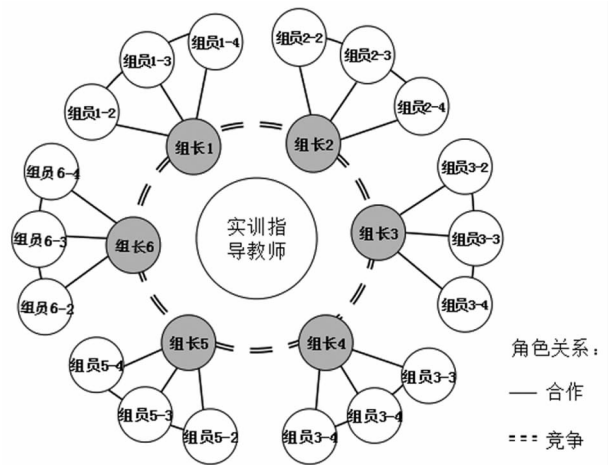 组员1-4
组员1-3
组员1-2
组长1
组员2-2
组员2-3
组员2-4
组长2
组员3-2
组员3-3
组员3-4
组长3
组员6-4
组员6-3
组员6-2
组长6
实训指
导教师
组长5
组员5-4
组员5-3
组员5-2
组长4
组员3-3
组员3-4
组员3-4
角色关系：
合作
竞争